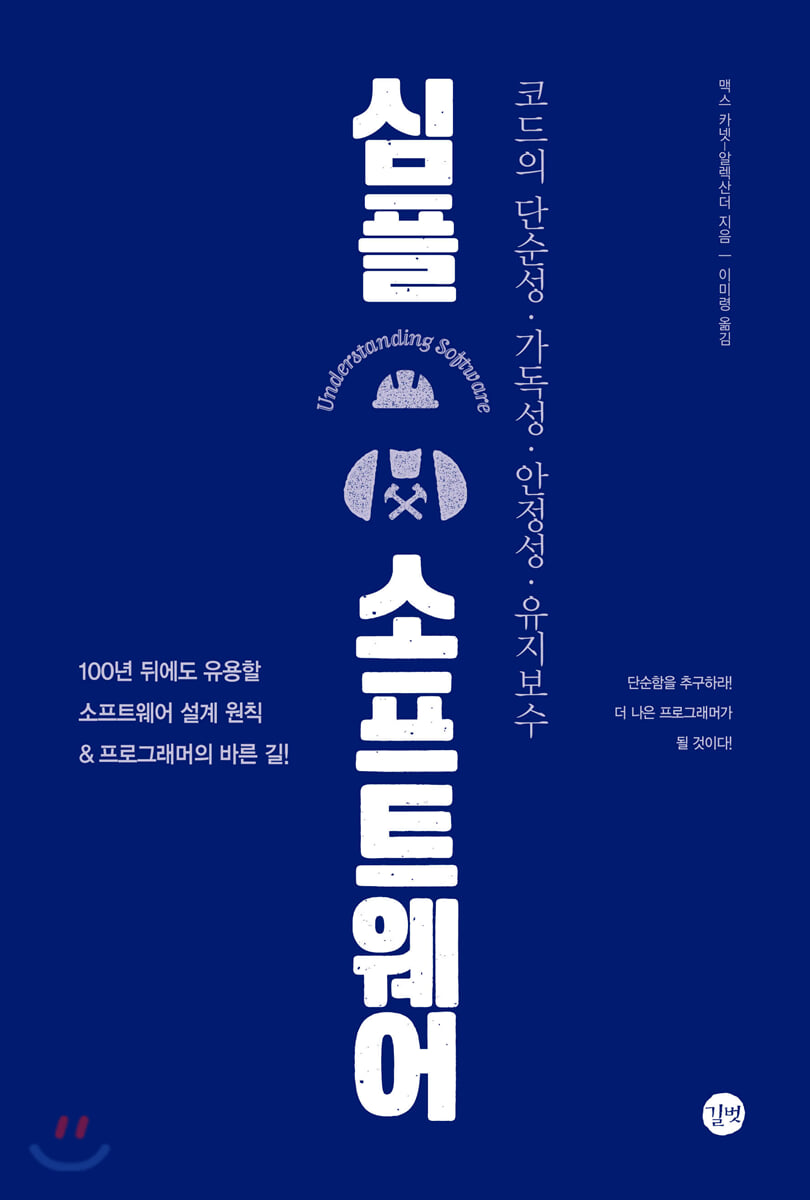 심플
Understanding Software
소프트웨어
코드의 단순성·가독성·안정성·유지보수
맥스 카넷-알렉산더 지음 | 이미령 옮김
100년 뒤에도 유용할
소프트웨어 설계 원칙
& 프로그래머의 바른 길!
단순함을 추구하라!
더 나은 프로그래머가
될 것이다!
길벗